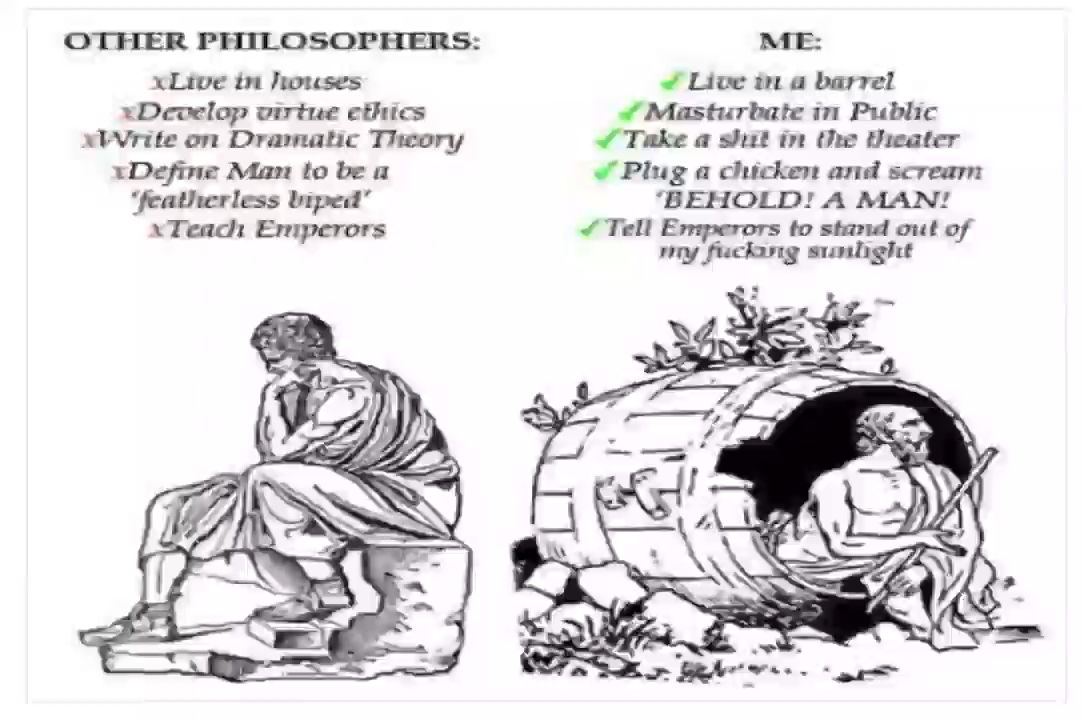 OTHER PHILOSOPHERS:
xLive in houses
xDevelop virtue ethics
xWrite on Dramatic Theory
xDefine Man to be a
'featherless biped'
xTeach Emperors
ME:
✓Live in a barrel
✓Masturbate in Public
✓Take a shit in the theater
✓Plug a chicken and scream
'BEHOLD! A MAN!
✓Tell Emperors to stand out of
my fucking sunlight